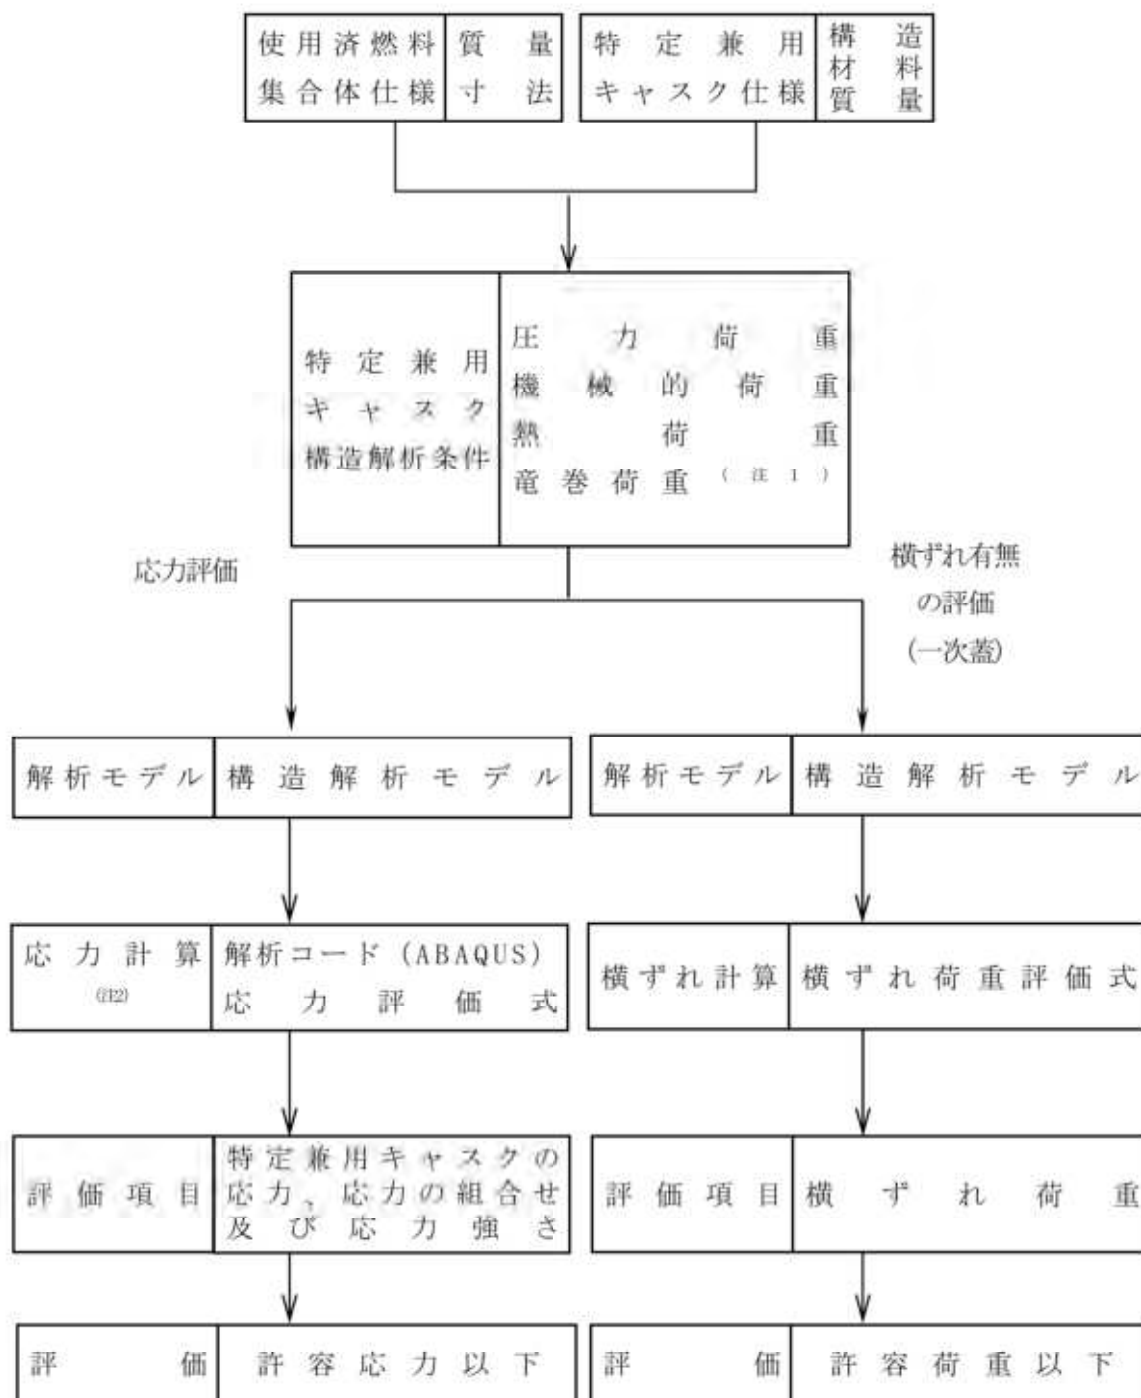 使用済燃料
集合体仕様
質量
寸法
特定兼用
キャスク仕様
構造
材料
質量
特定兼用
キャスク
構造解析条件
圧力荷重
機械的荷重
熱荷重
竜巻荷重(注1)
応力評価
横ずれ有無
の評価
(一次蓋)
解析モデル
構造解析モデル
解析モデル
構造解析モデル
応力計算
(注2)
解析コード(ABAQUS)
応力評価式
横ずれ計算
横ずれ荷重評価式
評価項目
特定兼用キャスクの
応力、応力の組合せ
及び応力強さ
評価項目
横ずれ荷重
評価
許容応力以下
評価
許容荷重以下